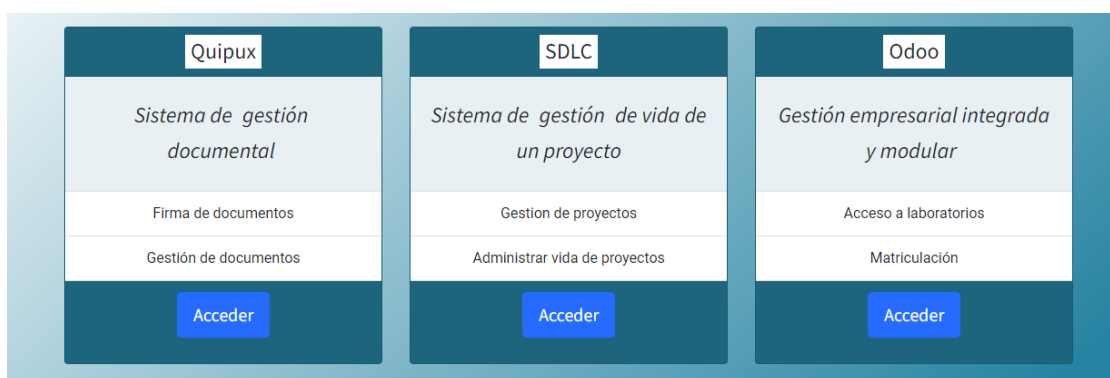 Quipux
Sistema de gestión
documental
Firma de documentos
Gestión de documentos
Acceder
SDLC
Sistema de gestión de vida de
un proyecto
Gestion de proyectos
Administrar vida de proyectos
Acceder
Odoo
Gestión empresarial integrada
y modular
Acceso a laboratorios
Matriculación
Acceder